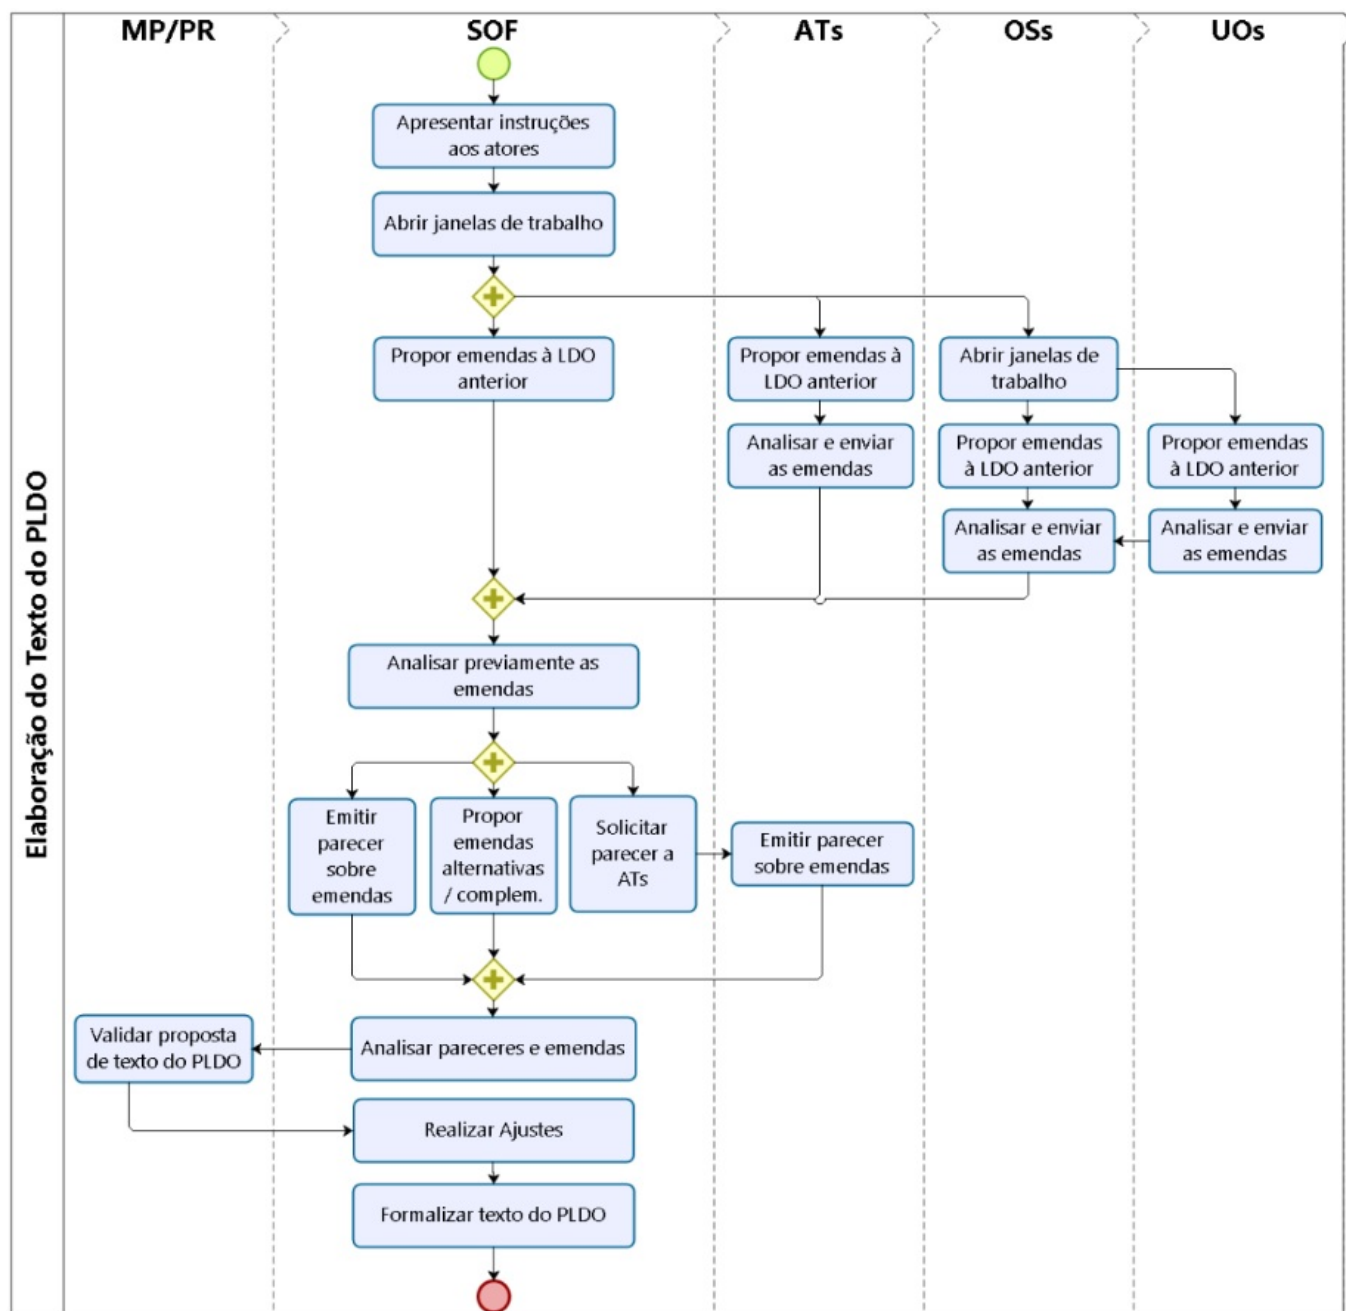 Elaboração do Texto do PLDO
MP/PR
SOF
ATs
OSs
UOs
Apresentar instruções
aos atores
Abrir janelas de trabalho
Propor emendas à LDO
anterior
Propor emendas à
LDO anterior
Abrir janelas de
trabalho
Analisar e enviar
as emendas
Propor emendas
à LDO anterior
Propor emendas
à LDO anterior
Analisar e enviar
as emendas
Analisar e enviar
as emendas
Analisar previamente as
emendas
Emitir
parecer
sobre
emendas
Propor
emendas
alternativas
/ complem.
Solicitar
parecer a
ATs
Emitir parecer
sobre emendas
Validar proposta
de texto do PLDO
Analisar pareceres e emendas
Realizar Ajustes
Formalizar texto do PLDO